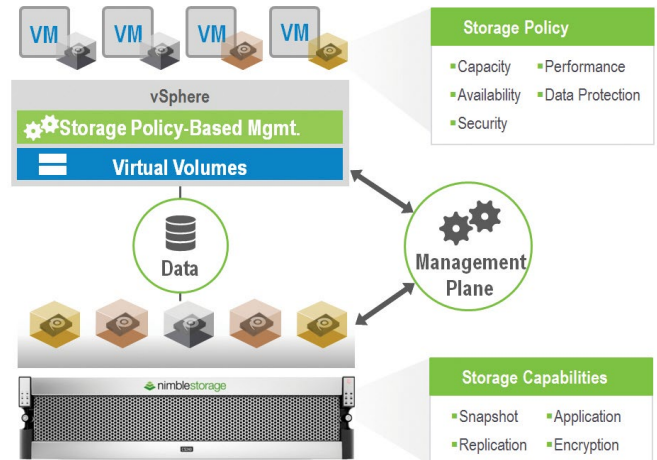 VM
VM
VM
VM
vSphere
Storage Policy-Based Mgmt.
Virtual Volumes
Data
Management
Plane
Storage Policy
▪Capacity ▪Performance
▪Availability ▪Data Protection
▪Security
nimblestorage
Storage Capabilities
▪Snapshot ▪Application
▪Replication ▪Encryption